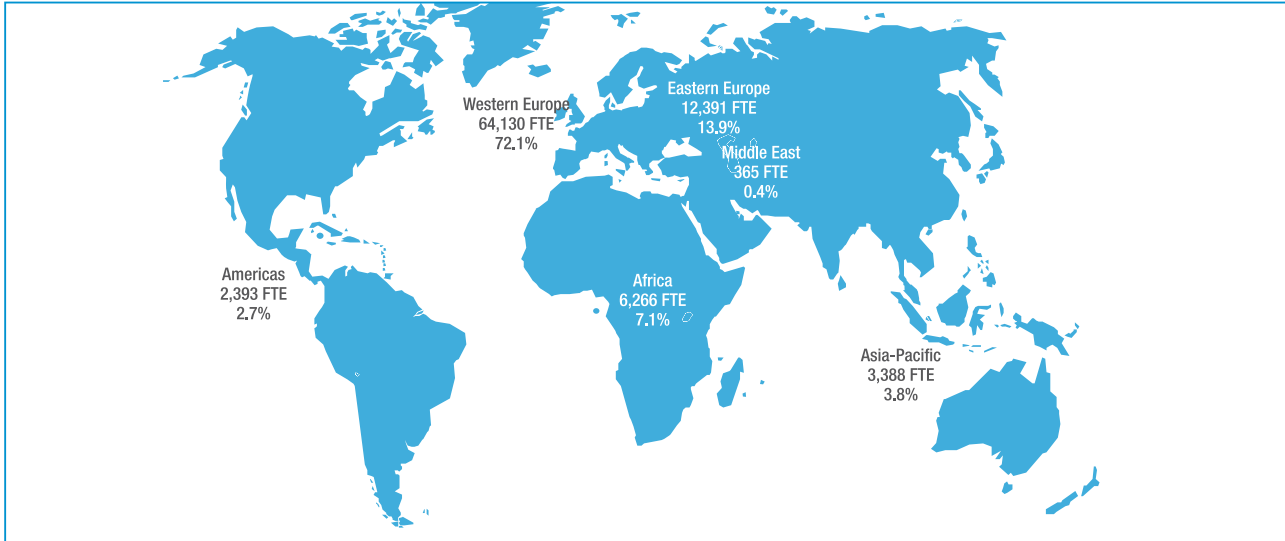 Western Europe
64,130 FTE
72.1%
Eastern Europe
12,391 FTE
13.9%
Middle East
365 FTE
0.4%
Americas
2,393 FTE
2.7%
Africa
6,266 FTE
7.1%
Asia-Pacific
3,388 FTE
3.8%